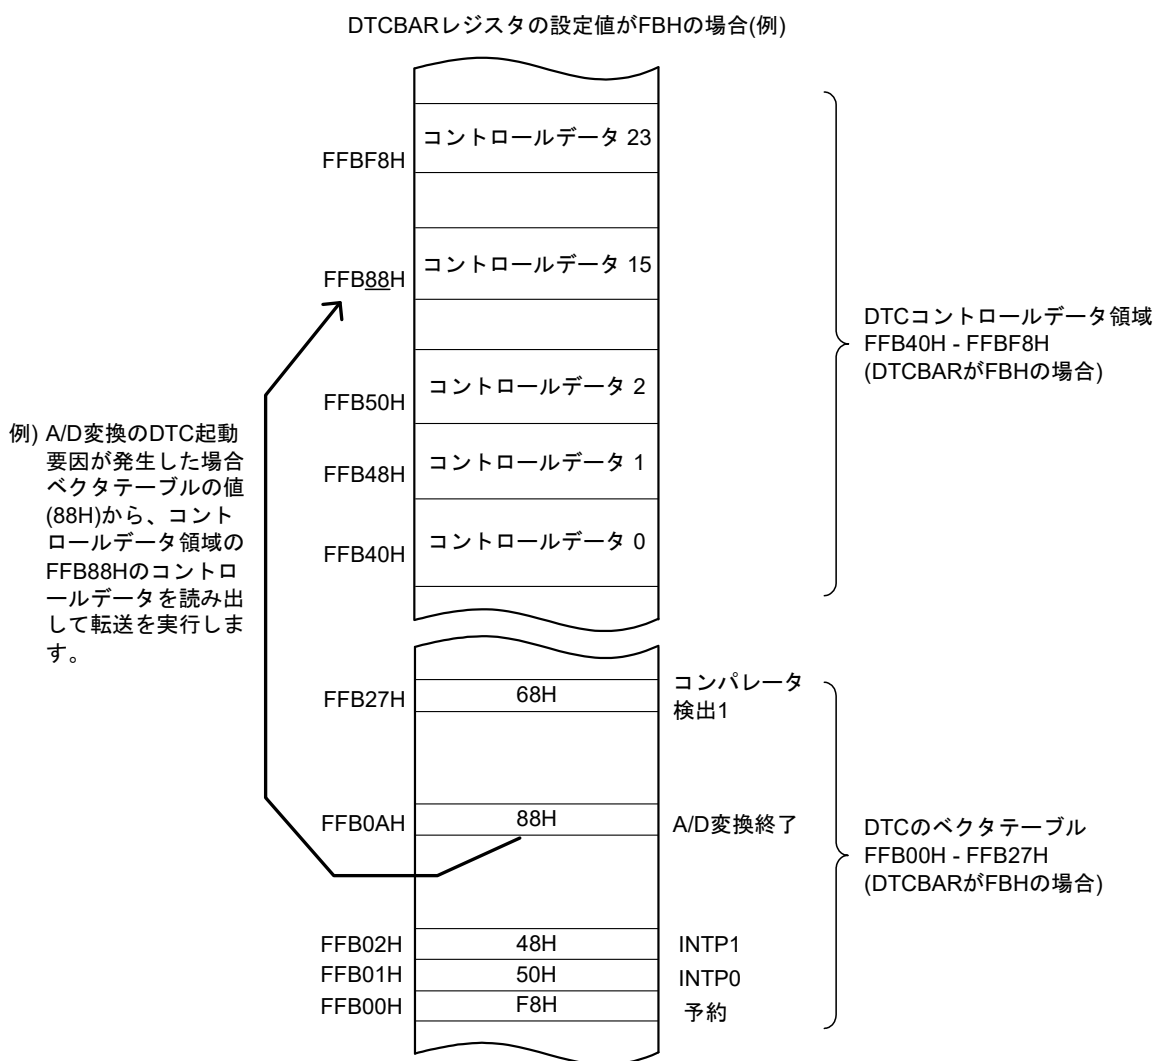 DTCBARレジスタの設定値がFBHの場合(例)
コントロールデータ 23
FFBF8H
コントロールデータ 15
FFB88H
コントロールデータ 2
FFB50H
コントロールデータ 1
FFB48H
コントロールデータ 0
FFB40H
DTCコントロールデータ領域
FFB40H - FFBF8H
(DTCBARがFBHの場合)
例) A/D変換のDTC起動
要因が発生した場合
ベクタテーブルの値
(88H)から、コント
ロールデータ領域の
FFB88Hのコントロ
ールデータを読み出
して転送を実行しま
す。
FFB27H
68H
コンパレータ
検出1
FFB0AH
88H
A/D変換終了
DTCのベクタテーブル
FFB00H - FFB27H
(DTCBARがFBHの場合)
FFB02H
48H
INTP1
FFB01H
50H
INTP0
FFB00H
F8H
予約